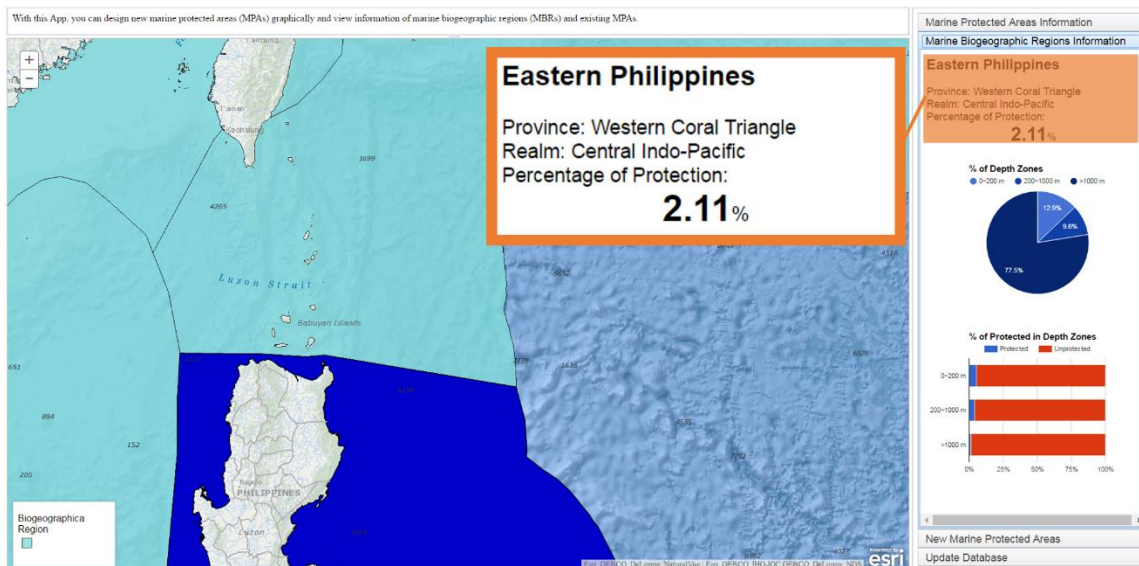 With this App, you can design new marine protected areas (MPAs) graphically and view information of marine biogeographic regions (MBRs) and existing MPAs.
+
−
Tainan
Kaohsiung
1699
4265
Luzon Strait
Babuyan Islands
651
884
152
205
Baguio
PHILIPPINES
Luzon
Biogeographica
Region
Eastern Philippines
Province: Western Coral Triangle
Realm: Central Indo-Pacific
Percentage of Protection:
2.11%
esri
Marine Protected Areas Information
Marine Biogeographic Regions Information
Eastern Philippines
Province: Western Coral Triangle
Realm: Central Indo-Pacific
Percentage of Protection:
2.11%
% of Depth Zones
0~200 m 200~1000 m >1000 m
12.9%
9.6%
77.5%
% of Protected in Depth Zones
Protected Unprotected
0~200 m
200~1000 m
>1000 m
0% 25% 50% 75% 100%
New Marine Protected Areas
Update Database